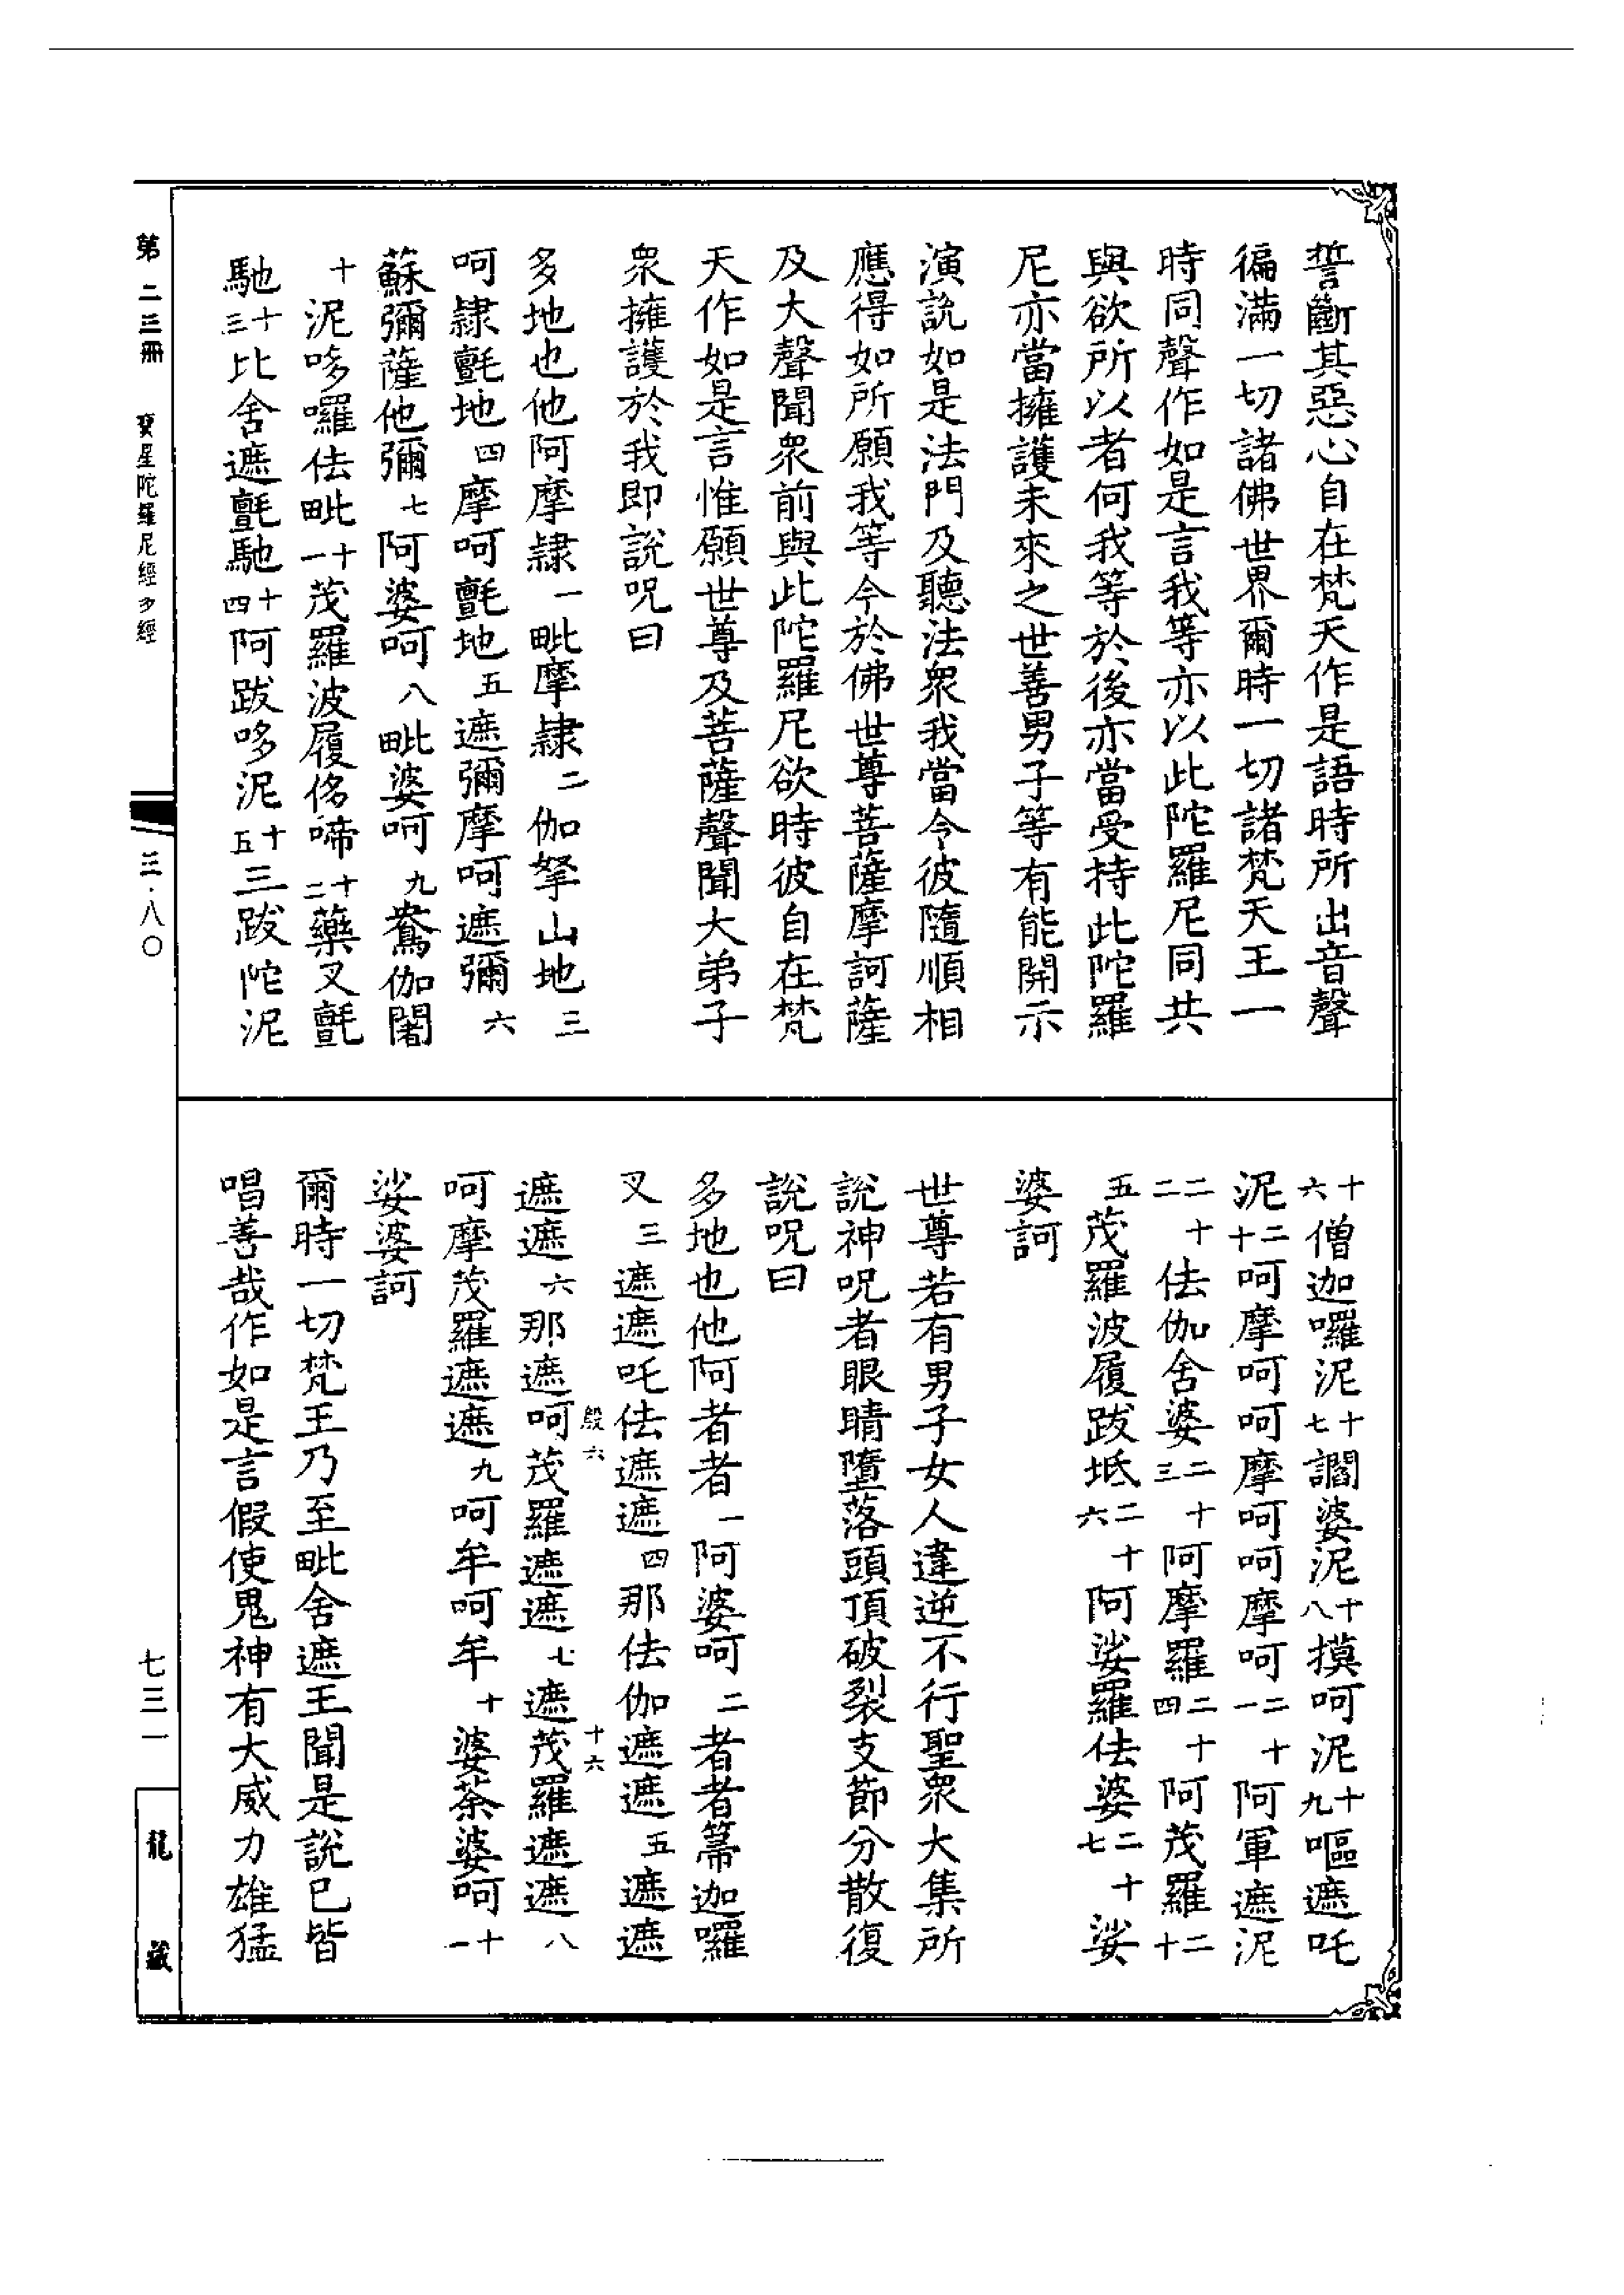 誓斷其惡心自在梵天作是語時所出音聲
徧滿一切諸佛世界爾時一切諸梵天王一
時同聲作如是言我等亦以此陀羅尼同共
與欲所以者何我等於後亦當受持此陀羅
尼亦當擁護未來之世善男子等有能開示
演說如是法門及聽法衆我當令彼隨順相
應得如所願我等今於佛世尊菩薩摩訶薩
及大聲聞衆前與此陀羅尼欲時彼自在梵
天作如是言惟願世尊及菩薩聲聞大弟子
衆擁護於我即說呪曰
多地也他阿摩隸一毗摩隸二伽拏山地三
呵隸氎地四摩呵氎地五遮彌摩呵遮彌六
蘇彌薩他彌七阿婆呵八毗婆呵九鴦伽闍
十泥哆囉佉毗十一茂羅波履侈啼十二藥叉氎
馳十三比舍遮氎馳十四阿跋哆泥十五三跋陀泥
十六僧迦囉泥十七讇婆泥十八摸呵泥十九嘔遮吒
泥二十呵摩呵呵摩呵呵摩呵二十一阿軍遮泥
二十二佉伽舍婆二十三阿摩羅二十四阿茂羅二十
五茂羅波履跋坻二十六阿娑羅佉婆二十七娑
婆訶
世尊若有男子女人違逆不行聖衆大集所
說神呪者眼睛墮落頭頂破裂支節分散復
說呪曰
多地也他阿者者一阿婆呵二者者箒迦囉
叉三遮遮吒佉遮遮四那佉伽遮遮五遮遮
遮遮六那遮呵茂羅遮遮七遮茂羅遮遮八
呵摩茂羅遮遮九呵牟呵牟十婆荼婆呵十一
娑婆訶
爾時一切梵王乃至毗舍遮王聞是說已皆
唱善哉作如是言假使鬼神有大威力雄猛
殷六
十六
第二三冊
寶星陀羅尼經多經
三·八〇
七三一
龍藏